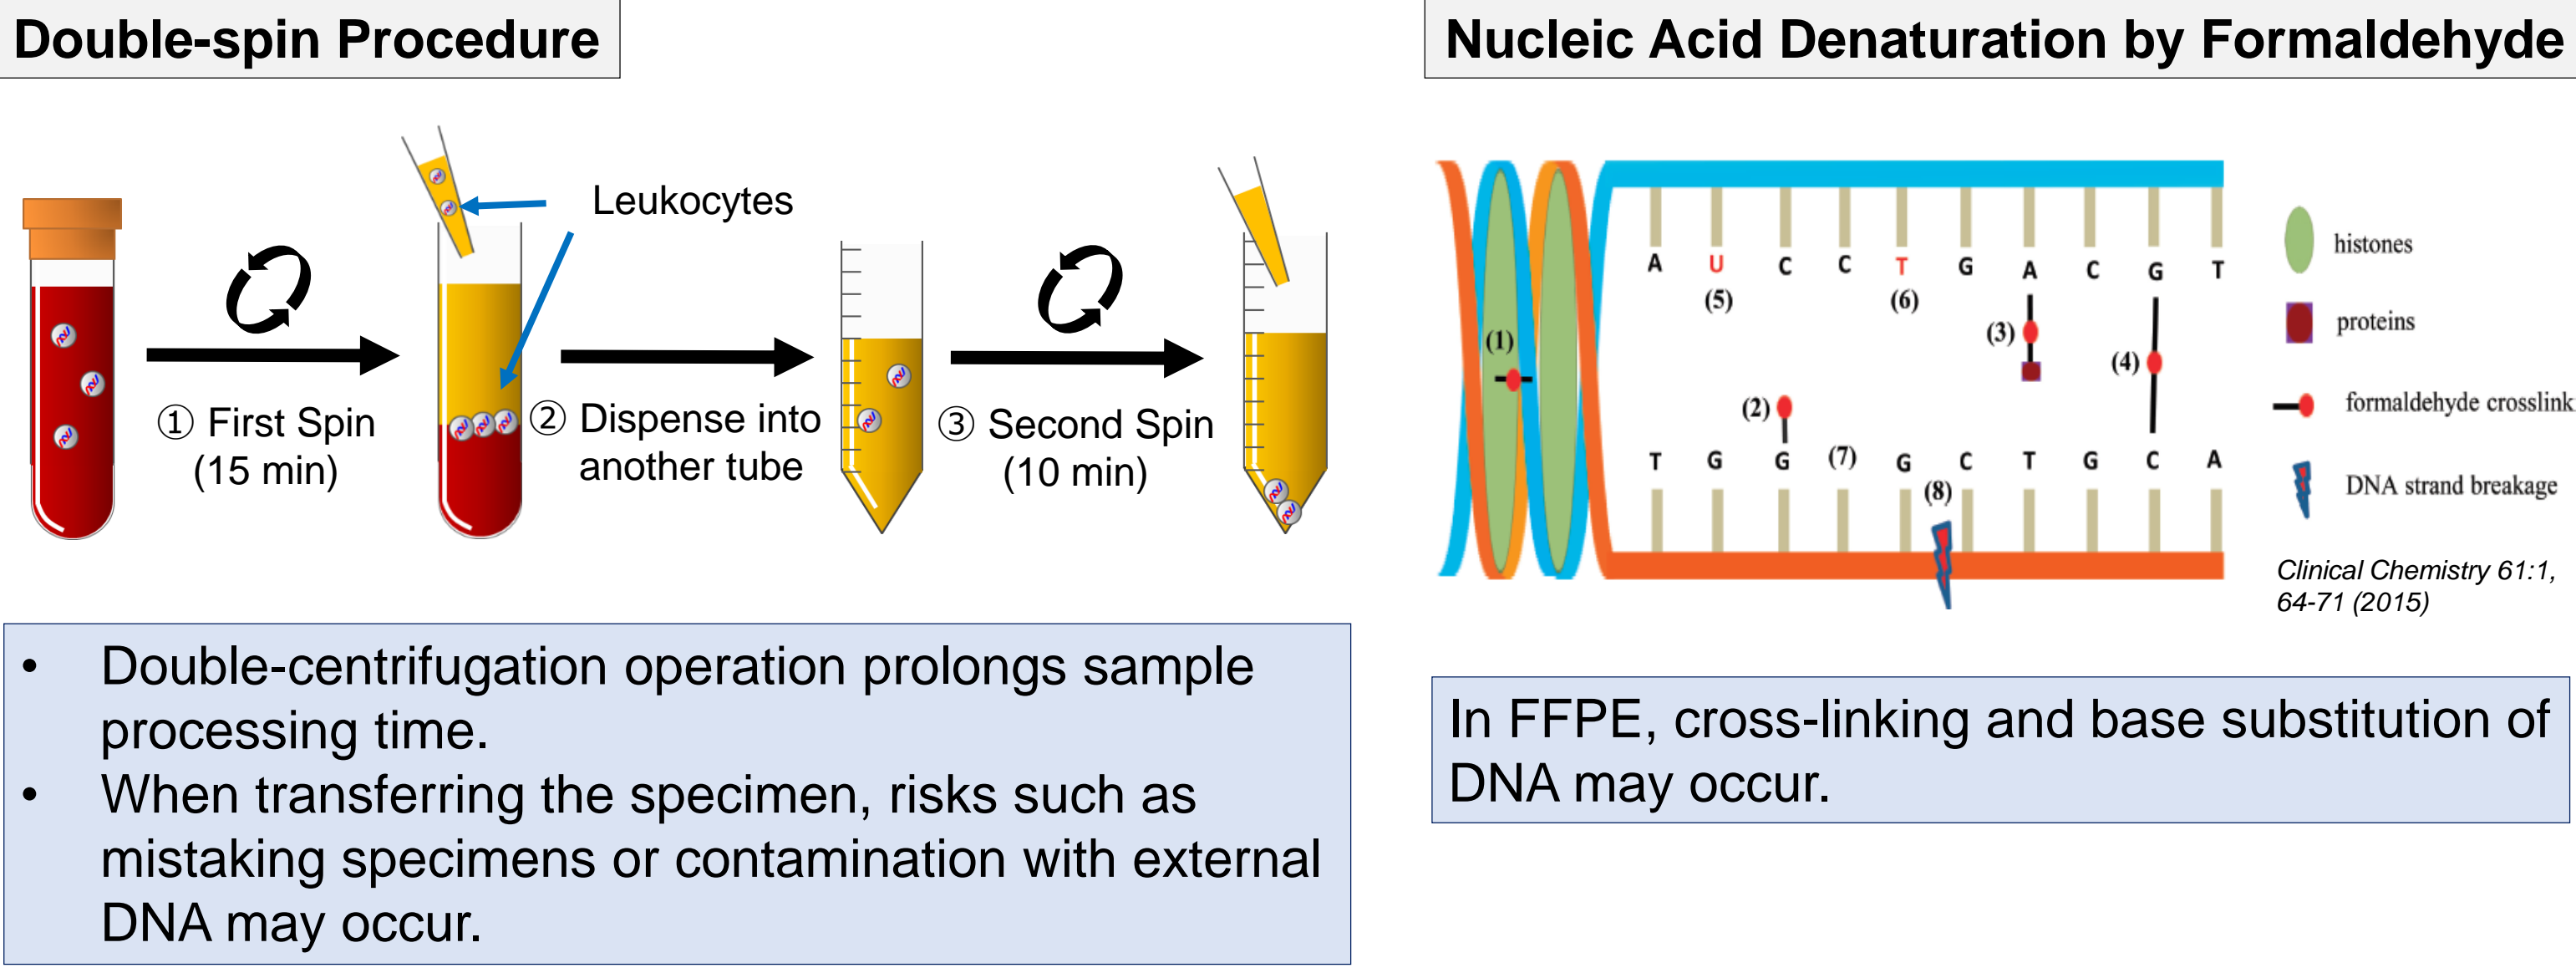 Double-spin Procedure
Leukocytes
① First Spin
(15 min)
② Dispense into
another tube
③ Second Spin
(10 min)
• Double-centrifugation operation prolongs sample
processing time.
• When transferring the specimen, risks such as
mistaking specimens or contamination with external
DNA may occur.
Nucleic Acid Denaturation by Formaldehyde
A U C C T G A C G T
(5) (6)
(3)
(1)
(4)
(2)
T G G (7) G C T G C A
(8)
histones
proteins
formaldehyde crosslink
DNA strand breakage
Clinical Chemistry 61:1,
64-71 (2015)
In FFPE, cross-linking and base substitution of
DNA may occur.